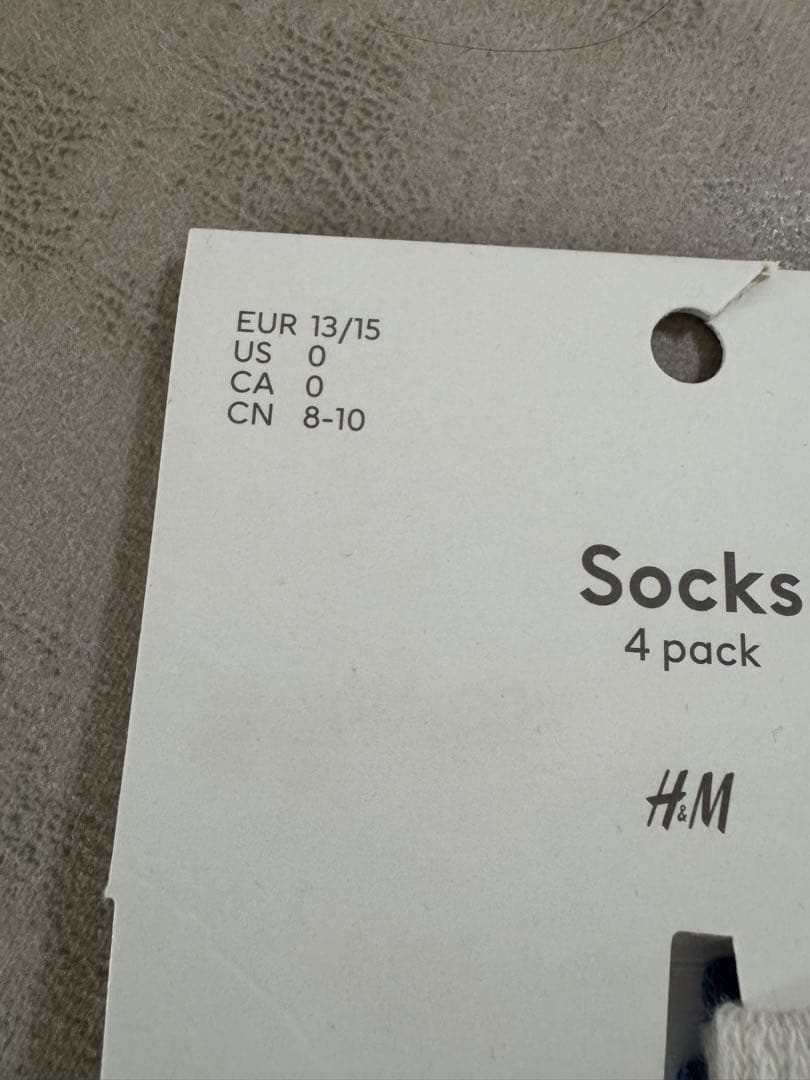 EUR 13/15
US 0
CA 0
CN 8-10
Socks
4 pack
H&M